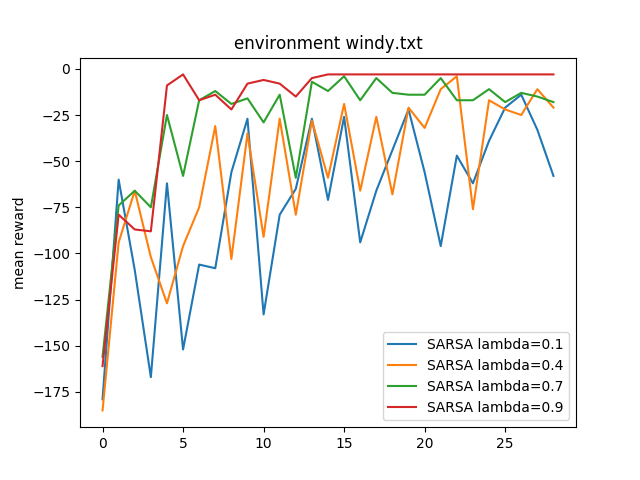 environment windy.txt
mean reward
0
−25
−50
−75
−100
−125
−150
−175
0
5
10
15
20
25
SARSA lambda=0.1
SARSA lambda=0.4
SARSA lambda=0.7
SARSA lambda=0.9